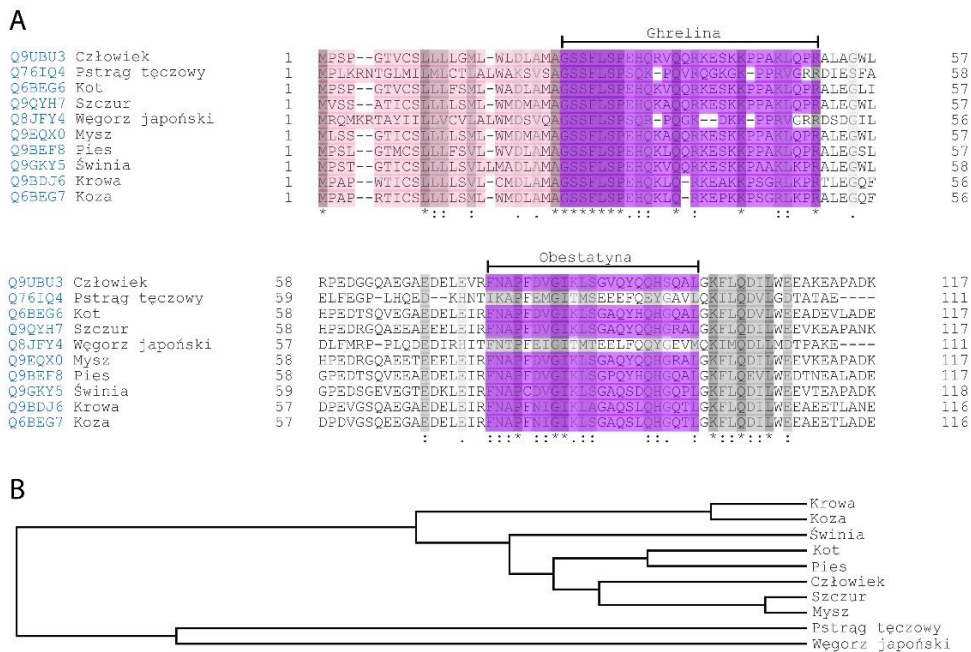 A
Ghrelina
Q9UBU3 Człowiek 1 MPSP--GTVCSLLLLGML-WLDLAMAGSSFLSPEHQRVQQRKESKKPPAKLQPRALAGWL 57
Q76IQ4 Pstrąg tęczowy 1 MPLKRNTGLMILMLCTLALWAKSVSAGSSFLSPSQK-PQVRQGKGK-PPRVGRRDIESFA 58
Q6BEG6 Kot 1 MPSP--GTVCSLLLFSMLWADLAMAGSSFLSPEHQKVQQRKESKKPPAKLQPRALEGLI 57
Q9QYH7 Szczur 1 MVSS--ATICSLLLLSML-WMDMAMAGSSFLSPEHQKAQQRKESKKPPAKLQPRALEGWL 57
Q8JFY4 Węgorz japoński 1 MRQMKRTAYIILLVCVLALWMDSVQAGSSFLSPSQR-PQGK--DKK-PPRVGRRDSDGIL 56
Q9EQX0 Mysz 1 MLSS--GTICSLLLLSML-WMDMAMAGSSFLSPEHQKAQQRKESKKPPAKLQPRALEGWL 57
Q9BEF8 Pies 1 MPSL--GTMCSLLLFSVL-WVDLAMAGSSFLSPEHQKLQQRKESKKPPAKLQPRALEGSL 57
Q9GKY5 Świnia 1 MPST--GTICSLLLLSVLLMADLAMAGSSFLSPEHQKVQQRKESKKPAAKLKPRALEGWL 58
Q9BDJ6 Krowa 1 MPAP--WTICSLLLLSVL-CMDLAMAGSSFLSPEHQKLQ-RKEAKKPSGRLKPRTLEGQF 56
Q6BEG7 Koza 1 MPAP--RTICSLLLLSML-WMDLAMAGSSFLSPEHQKLQ-RKEPKKPSGRLKPRALEGQF 56
Obestatyna
Q9UBU3 Człowiek 58 RPEDGGQAEGAEDELEVRFNAPFDVGIKLSGVQYQQHSQALGKFLQDILWEEAKEAPADK 117
Q76IQ4 Pstrąg tęczowy 59 ELFEGP-LHQED--KHNTIKAPFEMGITMSEEEFQEYGAVLQKFLQDVLGDTATAE---- 111
Q6BEG6 Kot 58 HPEDTSQVEGAEDELEIRFNAPFDVGIKLSGAQYHQHGQALGKFLQDILWEEAKEALADE 117
Q9QYH7 Szczur 58 HPEDRGQAEEAEEELEIRFNAPFDVGIKLSGAQYQQHGRALGKFLQDILWEEVKEAPANK 117
Q8JFY4 Węgorz japoński 57 DLFMRP-PLQDEDIRHITFNTPFEIGITMTEELFQQYGEVMQKIMQDLLMDTPAKE---- 111
Q9EQX0 Mysz 58 HPEDRGQAEETEEELEIRFNAPFDVGIKLSGAQYQQHGRALGKFLQDILWEEVKEAPADK 117
Q9BEF8 Pies 58 GPEDTSQVEEAEDELEIRFNAPFDVGIKLSGPQYHQHGQALGKFLQEVLWEDTNEALADE 117
Q9GKY5 Świnia 59 GPEDSGEVEGTEDKLEIRFNAPCDVGIKLSGAQSDQHGQPLGKFLQDILWEEVTEAPADK 118
Q9BDJ6 Krowa 57 DPEVGSQAEGAEDELEIRFNAPFNIGIKLSGAQSLQHGQTLGKFLQDILWEEAEETLANE 116
Q6BEG7 Koza 57 DPDVGSQEEGAEDELEIRFNAPFNIGIKLSGAQSLQHGQTLGKFLQDILWEEAEETLADE 116
B
Krowa
Koza
Świnia
Kot
Pies
Człowiek
Szczur
Mysz
Pstrąg tęczowy
Węgorz japoński